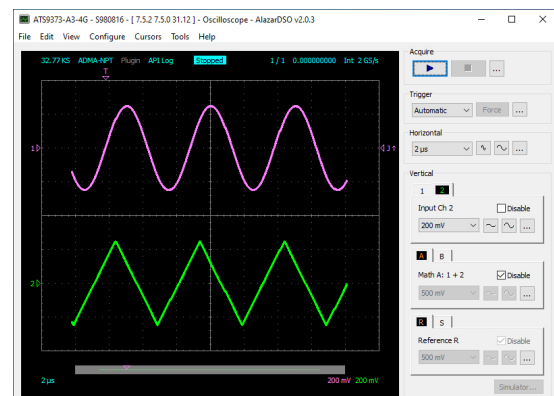 ATS9373-A3-4G - S980816 - [ 7.5.2 7.5.0 31.12 ] - Oscilloscope - AlazarDSO v2.0.3
File Edit View Configure Cursors Tools Help
32.77 KS ADMA-NPT Plugin API Log Stopped 1 / 1 0.000000000 Int 2 GS/s
T
1
J
2
2 µs 200 mV 200 mV
Acquire
...
Trigger
Automatic Force ...
Horizontal
2 µs ...
Vertical
1 2
Input Ch 2 Disable
200 mV ...
A B
Math A: 1 + 2 Disable
500 mV ...
R S
Reference R Disable
500 mV ...
Simulator...